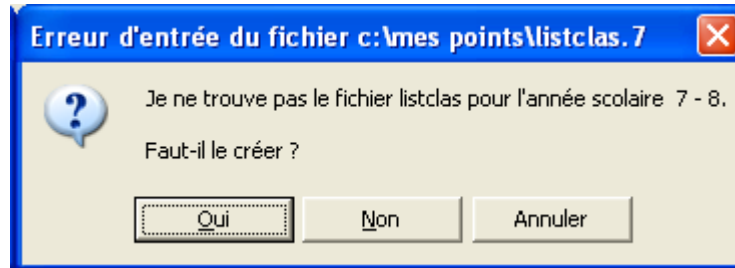 Erreur d'entrée du fichier c:\mes points\listclas.7
Je ne trouve pas le fichier listclas pour l'année scolaire 7 - 8.
Faut-il le créer ?
Oui Non Annuler